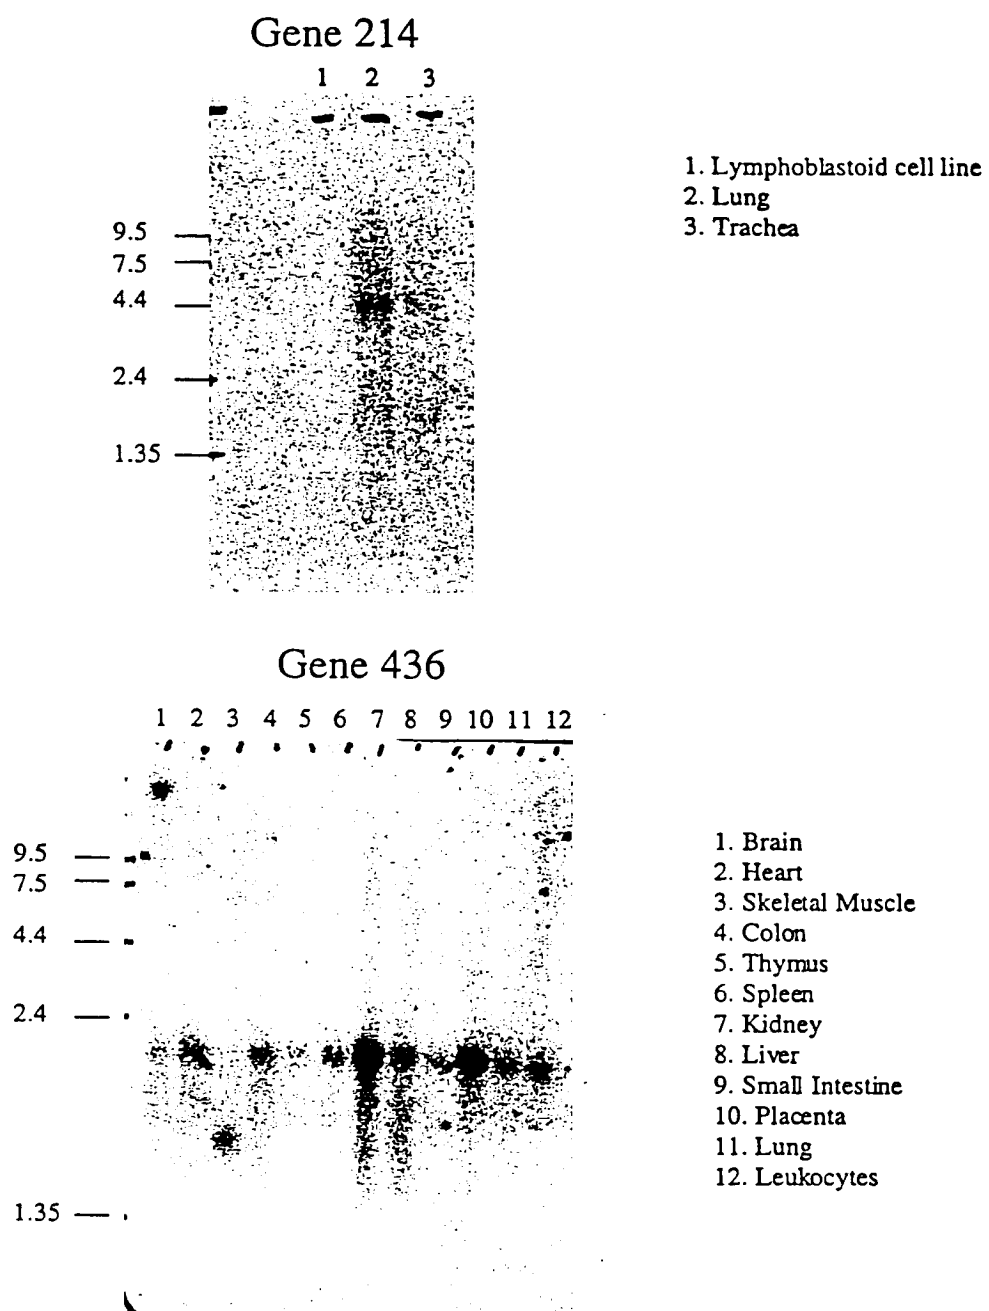 Gene 214
1 2 3
1. Lymphoblastoid cell line
2. Lung
3. Trachea
9.5
7.5
4.4
2.4
1.35
Gene 436
1 2 3 4 5 6 7 8 9 10 11 12
9.5
7.5
4.4
2.4
1.35
1. Brain
2. Heart
3. Skeletal Muscle
4. Colon
5. Thymus
6. Spleen
7. Kidney
8. Liver
9. Small Intestine
10. Placenta
11. Lung
12. Leukocytes